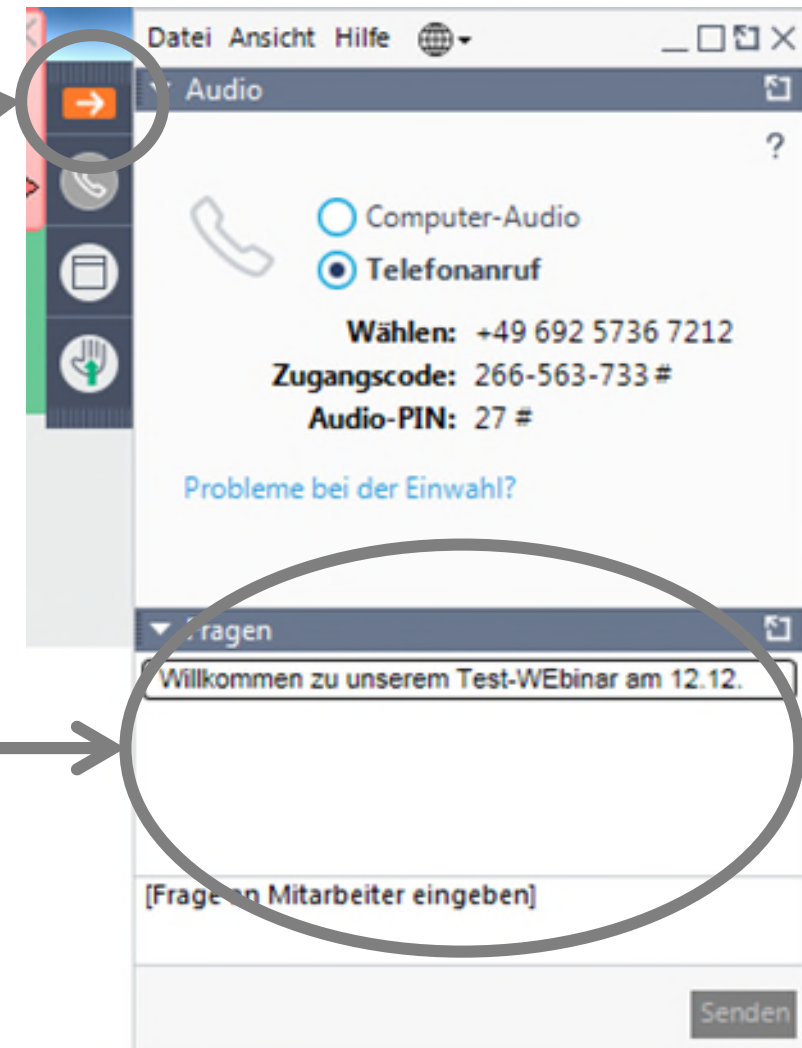 Datei Ansicht Hilfe
Audio
?
Computer-Audio
Telefonanruf
Wählen: +49 692 5736 7212
Zugangscode: 266-563-733 #
Audio-PIN: 27 #
Probleme bei der Einwahl?
Fragen
Willkommen zu unserem Test-WEbinar am 12.12.
[Frage an Mitarbeiter eingeben]
Senden